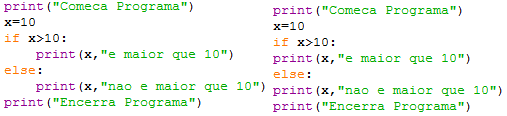 print("Comeca Programa")
x=10
if x>10:
    print(x,"e maior que 10")
else:
    print(x,"nao e maior que 10")
print("Encerra Programa")
print("Comeca Programa")
x=10
if x>10:
print(x,"e maior que 10")
else:
print(x,"nao e maior que 10")
print("Encerra Programa")